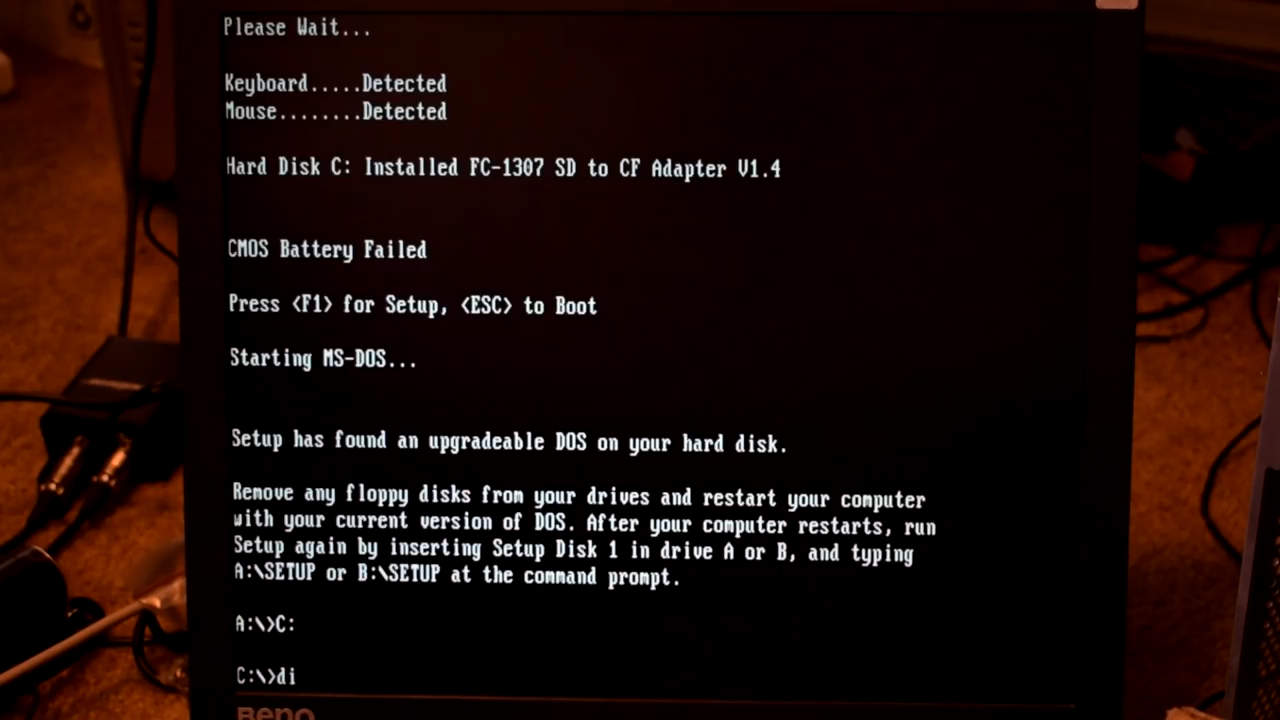 Please Wait...
Keyboard.....Detected
Mouse........Detected
Hard Disk C: Installed FC-1307 SD to CF Adapter V1.4
CMOS Battery Failed
Press <F1> for Setup, <ESC> to Boot
Starting MS-DOS...
Setup has found an upgradeable DOS on your hard disk.
Remove any floppy disks from your drives and restart your computer
with your current version of DOS. After your computer restarts, run
Setup again by inserting Setup Disk 1 in drive A or B, and typing
A:\SETUP or B:\SETUP at the command prompt.
A:\>C:
C:\>di
BenQ